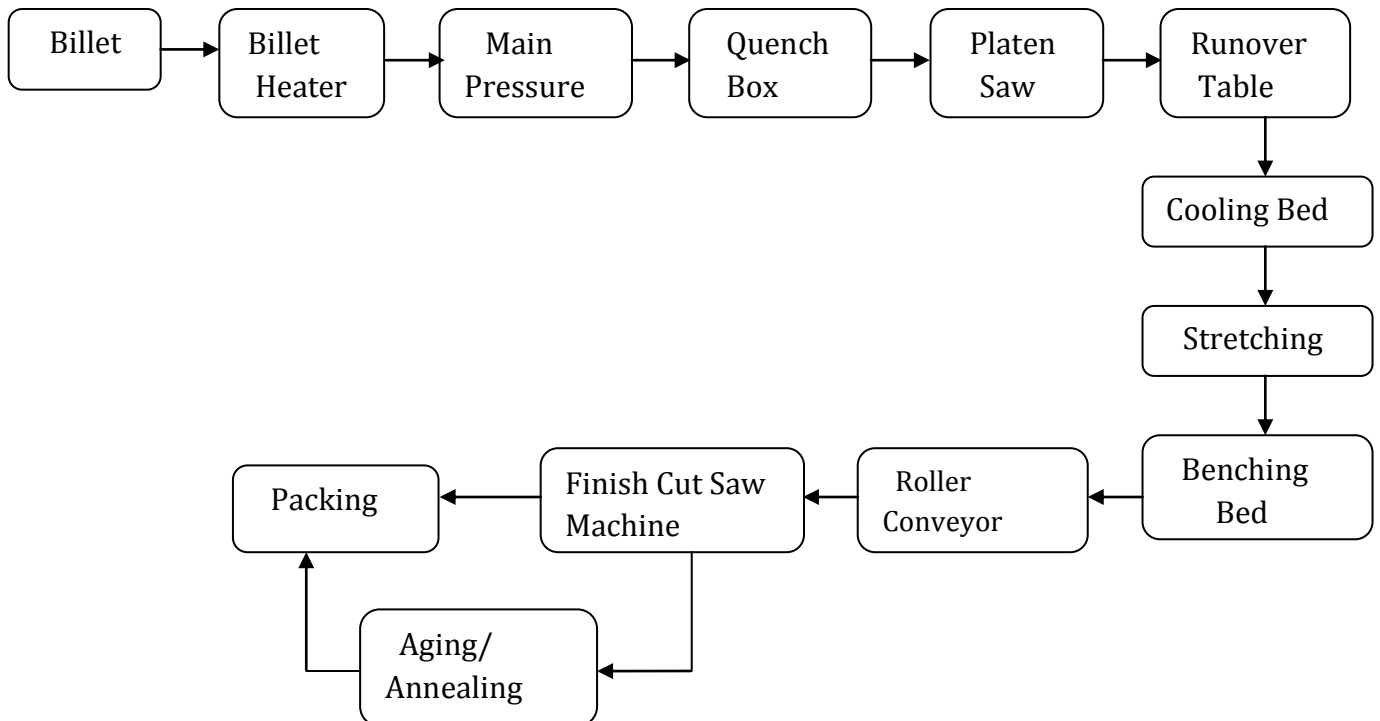 Billet
Billet
Heater
Main
Pressure
Quench
Box
Platen
Saw
Runover
Table
Cooling Bed
Stretching
Benching
Bed
Roller
Conveyor
Finish Cut Saw
Machine
Packing
Aging/
Annealing